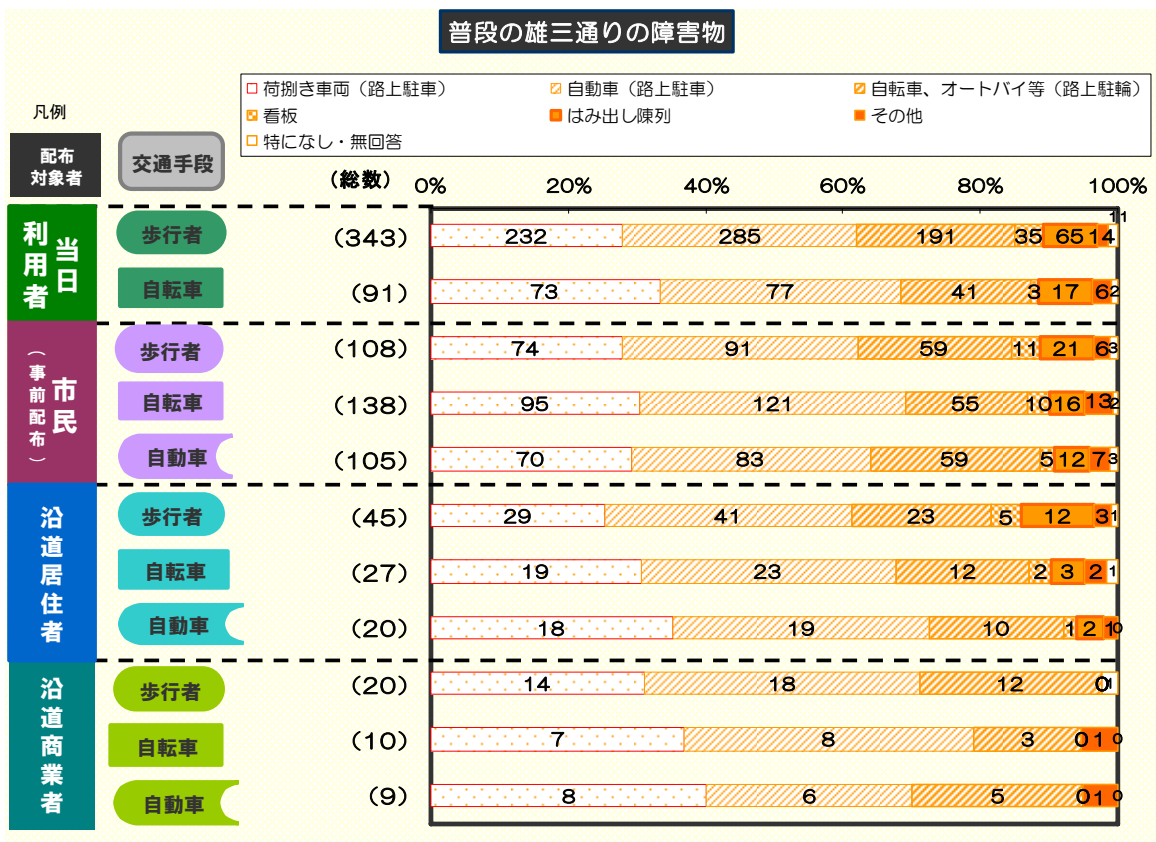 普段の雄三通りの障害物
荷捌き車両（路上駐車） 自動車（路上駐車） 自転車、オートバイ等（路上駐輪）
看板 はみ出し陳列 その他
特になし・無回答
凡例
配布
対象者
交通手段
（総数） 0% 20% 40% 60% 80% 100%
当日
利用者
歩行者 （343） 232 285 191 35 65 14 11
自転車 （91） 73 77 41 3 17 6 2
市民
（事前配布）
歩行者 （108） 74 91 59 11 21 6 3
自転車 （138） 95 121 55 10 16 13 2
自動車 （105） 70 83 59 5 12 7 3
沿道居住者
歩行者 （45） 29 41 23 5 12 3 1
自転車 （27） 19 23 12 2 3 2 1
自動車 （20） 18 19 10 1 2 1 0
沿道商業者
歩行者 （20） 14 18 12 0 1
自転車 （10） 7 8 3 0 1 0
自動車 （9） 8 6 5 0 1 0